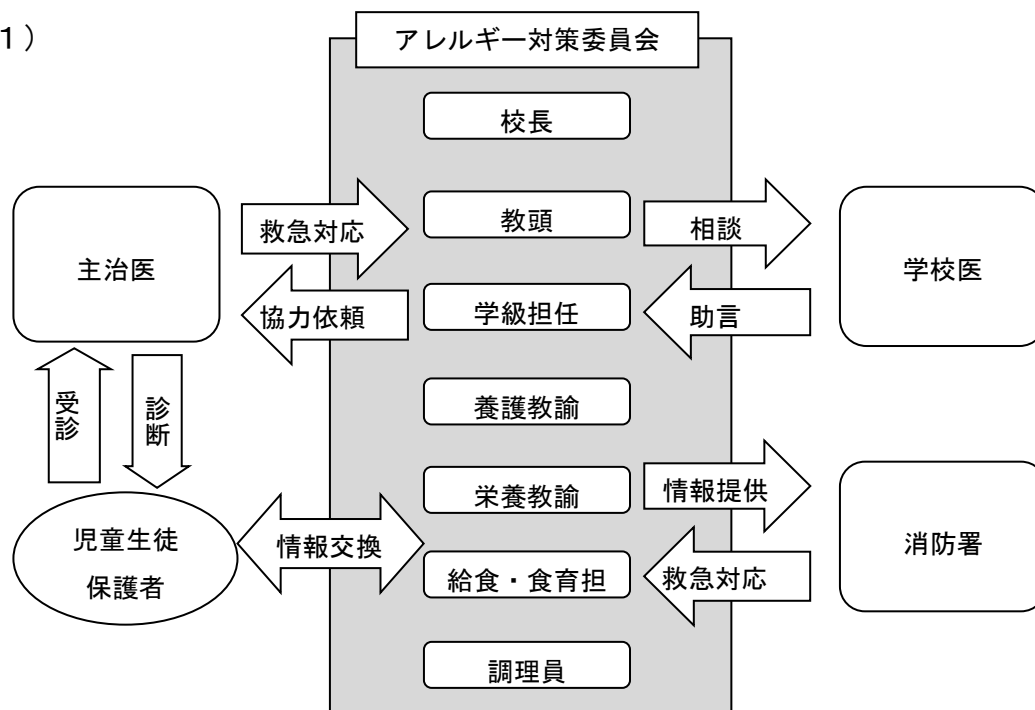 1）
アレルギー対策委員会
校長
教頭
学級担任
養護教諭
栄養教諭
給食・食育担
調理員
主治医
救急対応
協力依頼
受診
診断
児童生徒
保護者
情報交換
相談
助言
学校医
情報提供
救急対応
消防署